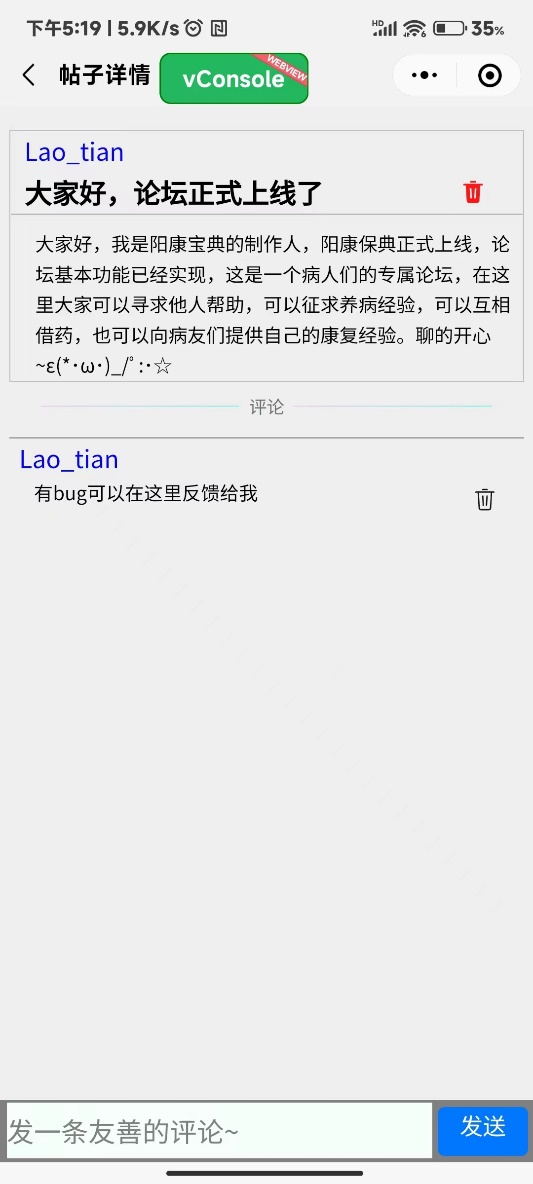 下午5:19 | 5.9K/s
HD 6 35%
帖子详情
vConsole
WEBVIEW
Lao_tian
大家好，论坛正式上线了
大家好，我是阳康宝典的制作人，阳康保典正式上线，论
坛基本功能已经实现，这是一个病人们的专属论坛，在这
里大家可以寻求他人帮助，可以征求养病经验，可以互相
借药，也可以向病友们提供自己的康复经验。聊的开心
~ε(*･ω･)_/ﾟ:･☆
评论
Lao_tian
有bug可以在这里反馈给我
发一条友善的评论~
发送